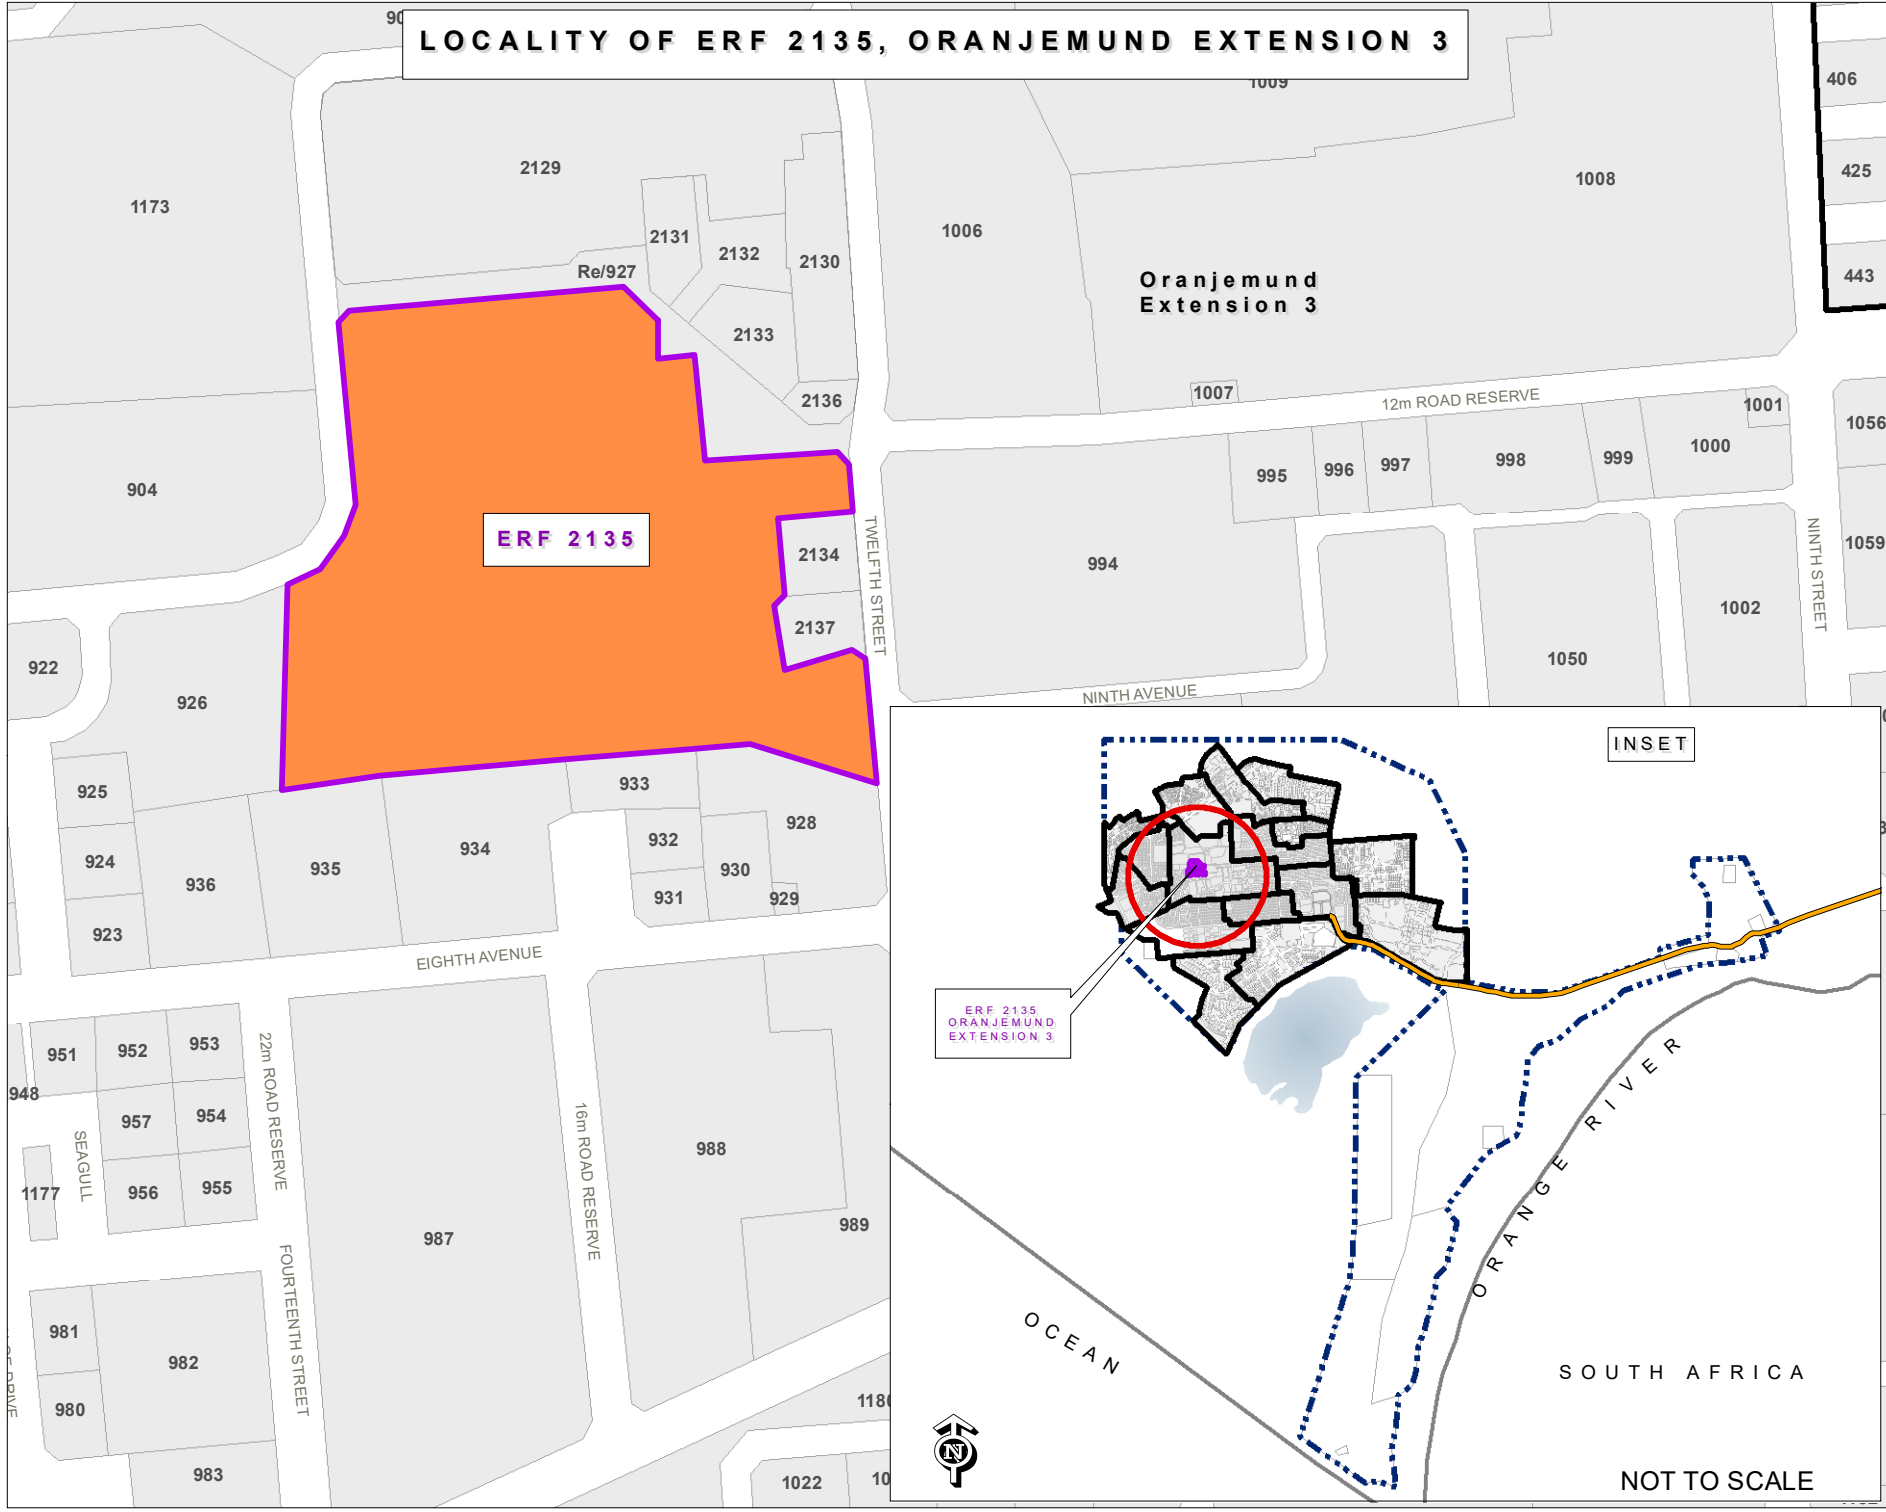 LOCALITY OF ERF 2135, ORANJEMUND EXTENSION 3
1009
406
2129
425
1008
1173
1006
2131
2132
2130
Re/927
443
Oranjemund
Extension 3
2133
1007
12m ROAD RESERVE
2136
1001
1056
1000
999
998
997
996
995
904
ERF 2135
TWELFTH STREET
2134
994
NINTH STREET
1059
1002
2137
1050
922
926
NINTH AVENUE
INSET
925
933
928
932
924
934
935
936
930
931
929
923
EIGHTH AVENUE
ERF 2135
ORANJEMUND
EXTENSION 3
951
952
953
22m ROAD RESERVE
948
957
954
SEAGULL
16m ROAD RESERVE
988
1177
956
955
987
989
ORANGE RIVER
FOURTEENTH STREET
981
982
OCEAN
SOUTH AFRICA
980
1180
983
1022
N
NOT TO SCALE